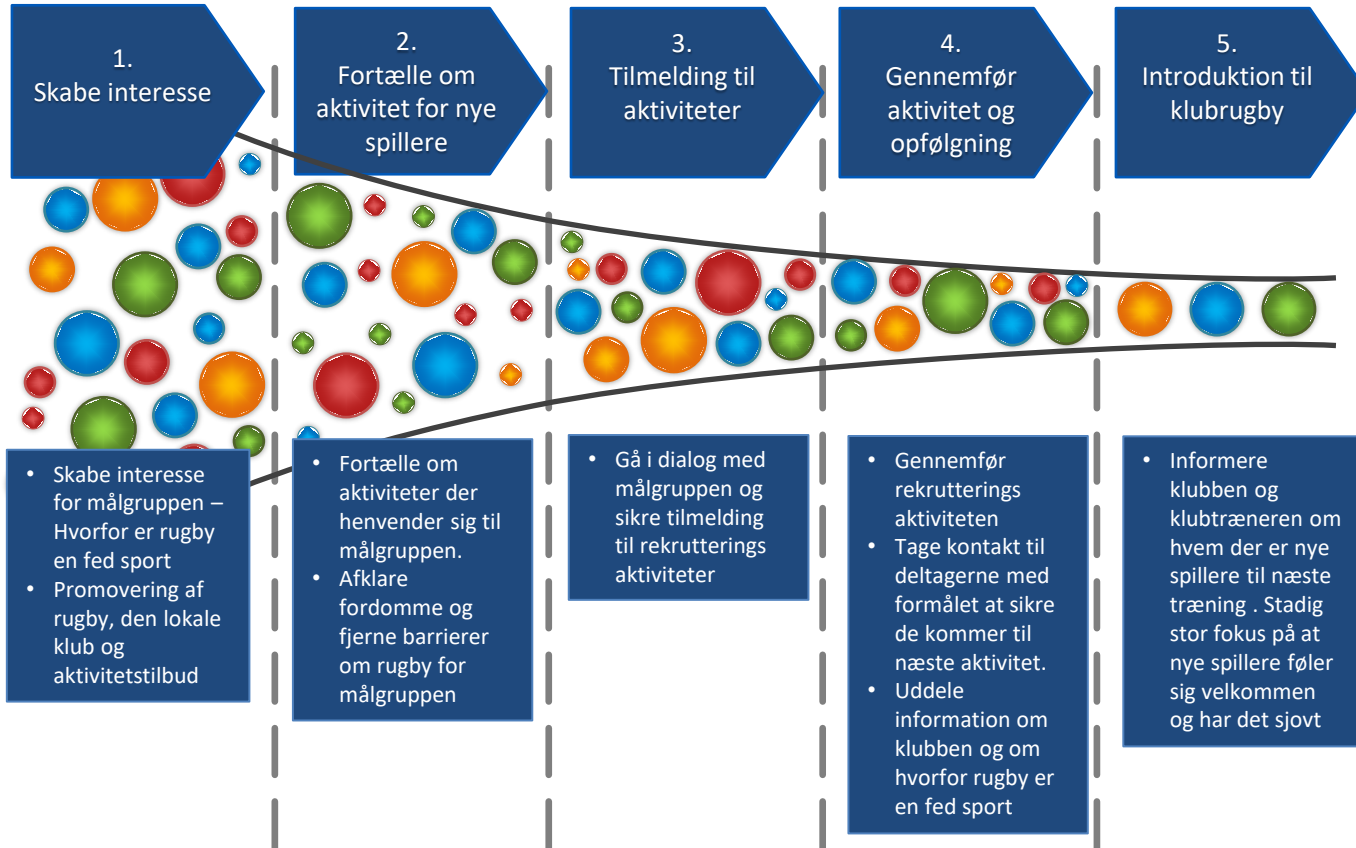 1.
Skabe interesse
2.
Fortælle om
aktivitet for nye
spillere
3.
Tilmelding til
aktiviteter
4.
Gennemfør
aktivitet og
opfølgning
5.
Introduktion til
klubrugby
• Skabe interesse
for målgruppen –
Hvorfor er rugby
en fed sport
• Promovering af
rugby, den lokale
klub og
aktivitetstilbud
• Fortælle om
aktiviteter der
henvender sig til
målgruppen.
• Afklare
fordomme og
fjerne barrierer
om rugby for
målgruppen
• Gå i dialog med
målgruppen og
sikre tilmelding
til rekrutterings
aktiviteter
• Gennemfør
rekrutterings
aktiviteten
• Tage kontakt til
deltagerne med
formålet at sikre
de kommer til
næste aktivitet.
• Uddele
information om
klubben og om
hvorfor rugby er
en fed sport
• Informere
klubben og
klubtræneren om
hvem der er nye
spillere til næste
træning . Stadig
stor fokus på at
nye spillere føler
sig velkommen
og har det sjovt